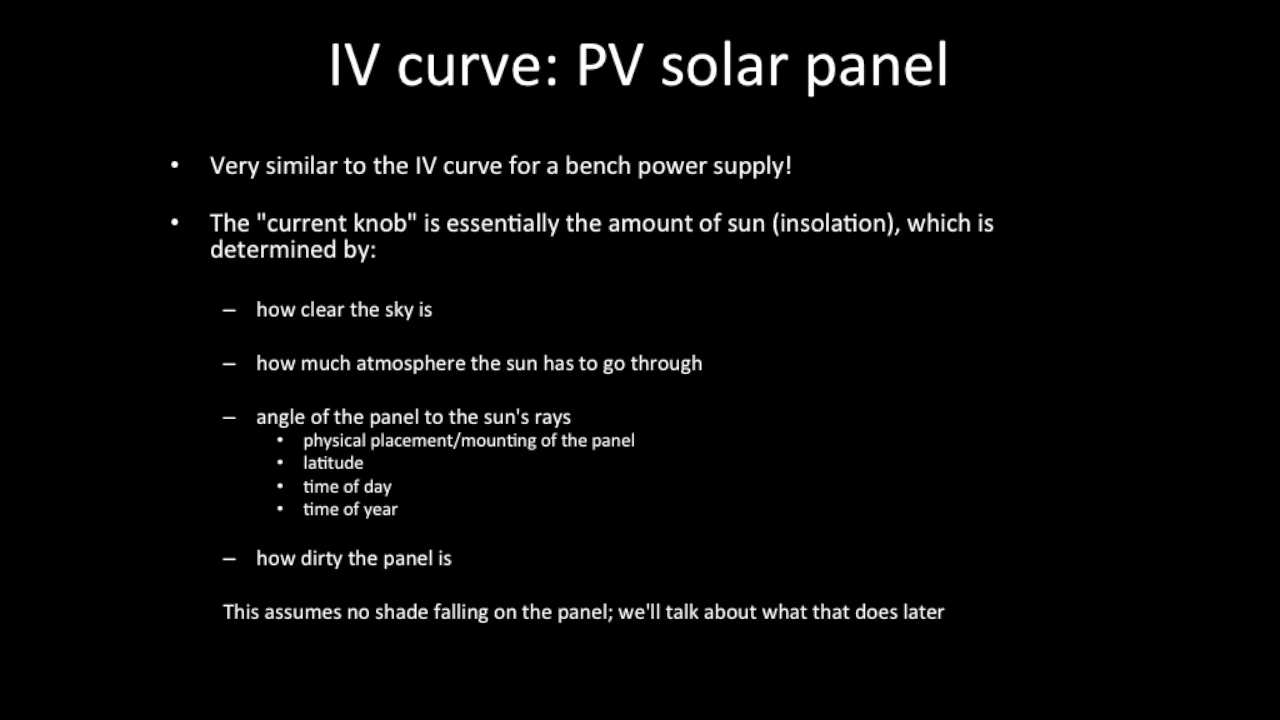 IV curve: PV solar panel
• Very similar to the IV curve for a bench power supply!
• The "current knob" is essentially the amount of sun (insolation), which is
determined by:
– how clear the sky is
– how much atmosphere the sun has to go through
– angle of the panel to the sun's rays
• physical placement/mounting of the panel
• latitude
• time of day
• time of year
– how dirty the panel is
This assumes no shade falling on the panel; we'll talk about what that does later